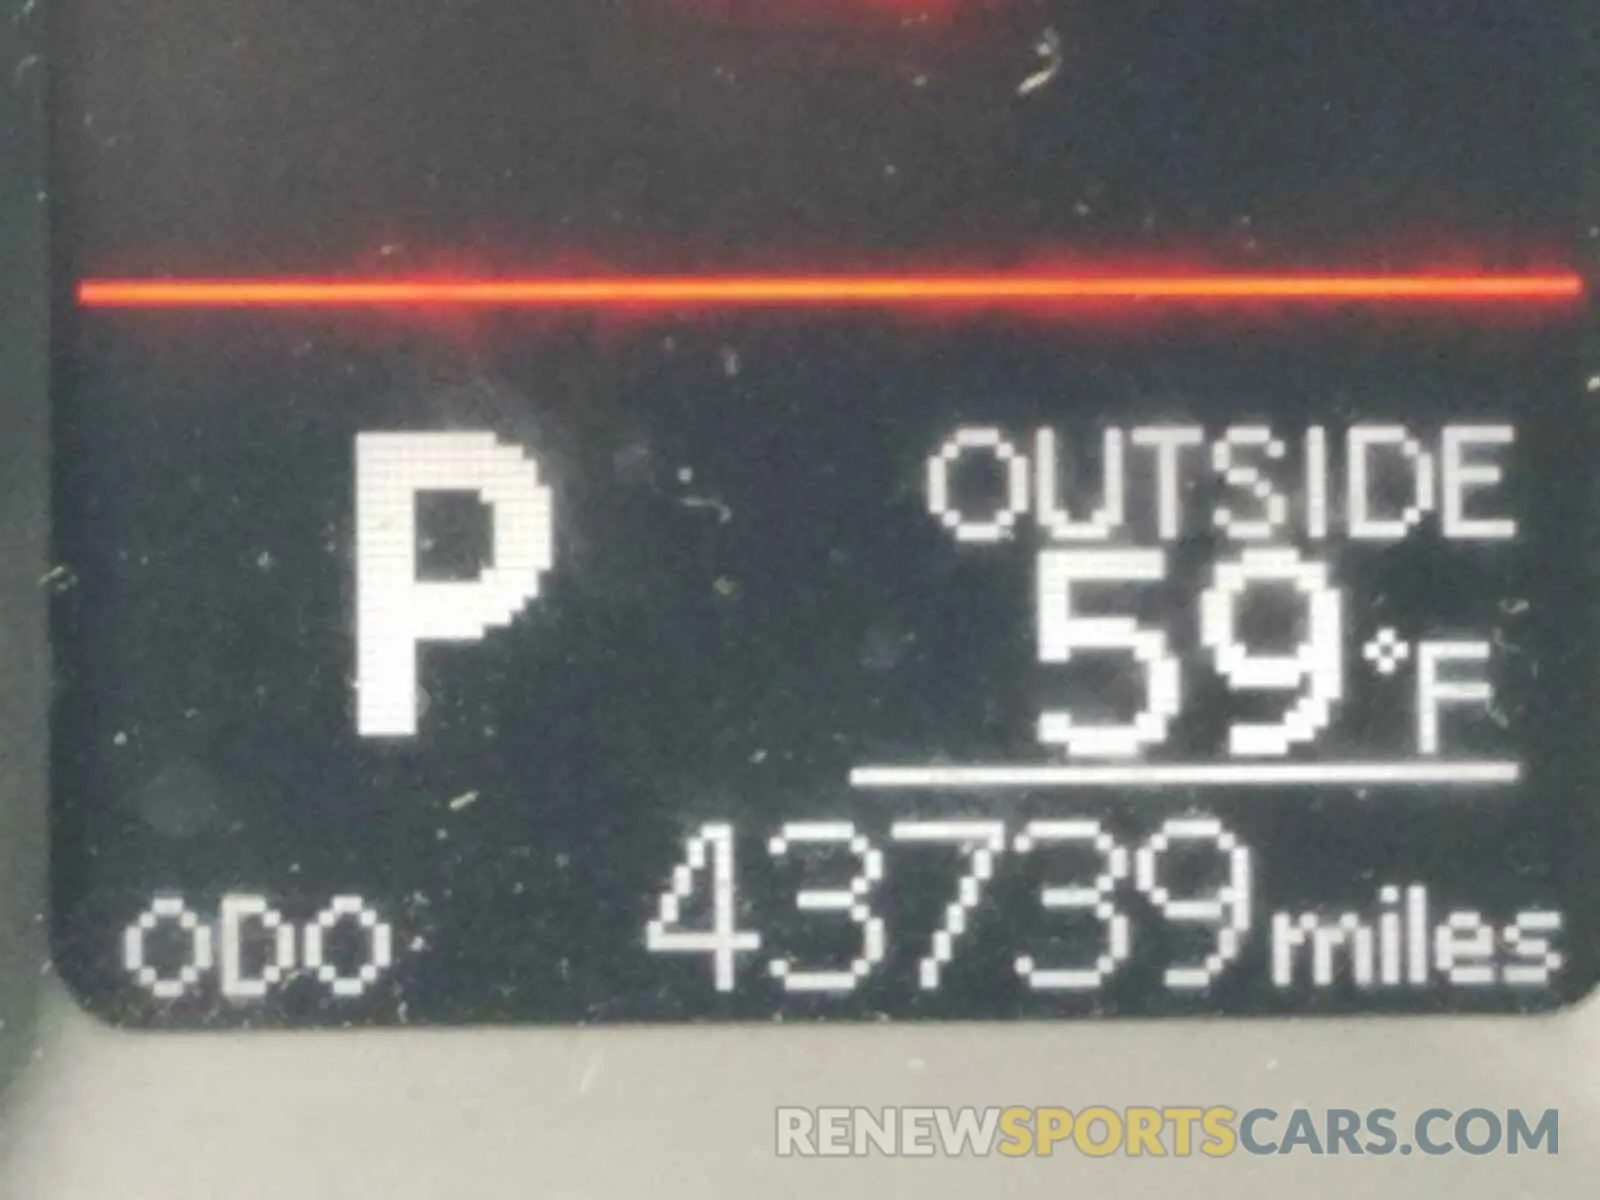 P
OUTSIDE
59°F
ODO 43739 miles
RENEWSPORTSCARS.COM